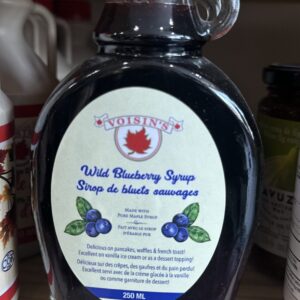 VOISIN'S
Wild Blueberry Syrup
Sirop de bluets sauvages
MADE WITH
PURE MAPLE SYRUP
FAIT AVEC SIROP
D'ÉRABLE PUR
Delicious on pancakes, waffles & french toast!
Excellent on vanilla ice cream or as a dessert topping!
Délicieux sur des crêpes, des gaufres et du pain perdu!
Excellent servi avec de la crème glacée à la vanille
ou comme garniture de dessert!
250 ML